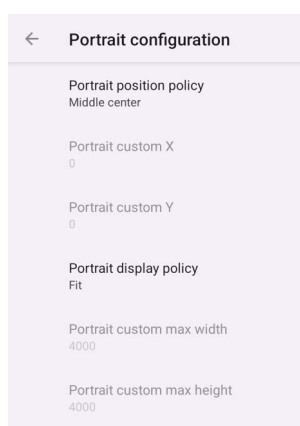 Portrait configuration
Portrait position policy
Middle center
Portrait custom X
0
Portrait custom Y
0
Portrait display policy
Fit
Portrait custom max width
4000
Portrait custom max height
4000